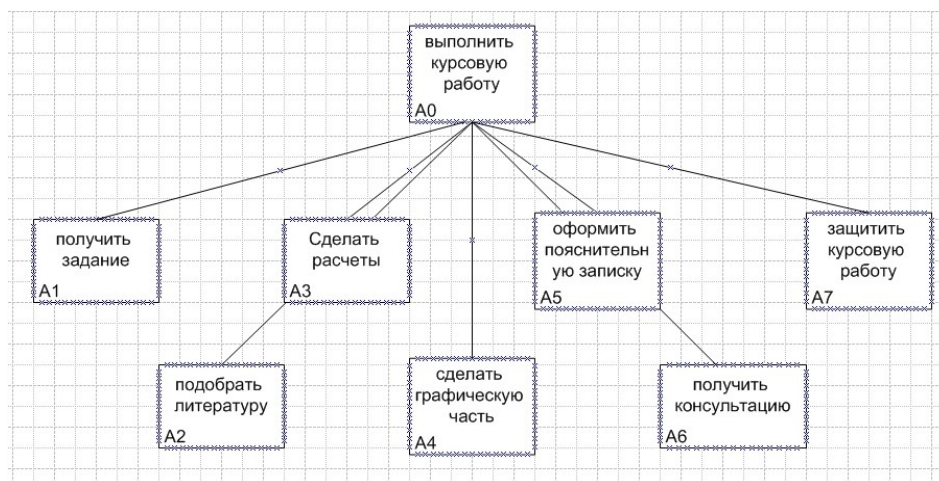 выполнить
курсовую
работу
A0
получить
задание
A1
Сделать
расчеты
A3
оформить
пояснительн
ую записку
A5
защитить
курсовую
работу
A7
подобрать
литературу
A2
сделать
графическую
часть
A4
получить
консультацию
A6